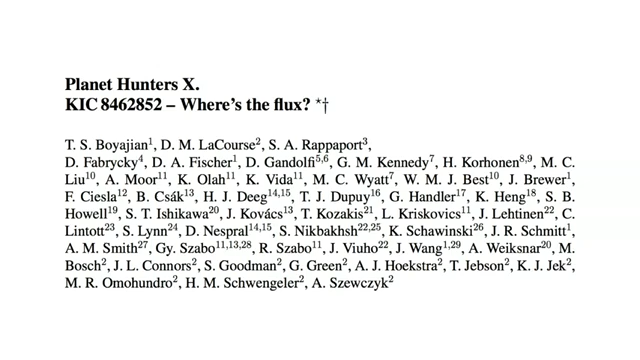 Planet Hunters X.
KIC 8462852 – Where's the flux? *†
T. S. Boyajian1, D. M. LaCourse2, S. A. Rappaport3,
D. Fabrycky4, D. A. Fischer1, D. Gandolfi5,6, G. M. Kennedy7, H. Korhonen8,9, M. C.
Liu10, A. Moor11, K. Olah11, K. Vida11, M. C. Wyatt7, W. M. J. Best10, J. Brewer1,
F. Ciesla12, B. Csák13, H. J. Deeg14,15, T. J. Dupuy16, G. Handler17, K. Heng18, S. B.
Howell19, S. T. Ishikawa20, J. Kovács13, T. Kozakis21, L. Kriskovics11, J. Lehtinen22, C.
Lintott23, S. Lynn24, D. Nespral14,15, S. Nikbakhsh22,25, K. Schawinski26, J. R. Schmitt1,
A. M. Smith27, Gy. Szabo11,13,28, R. Szabo11, J. Viuho22, J. Wang1,29, A. Weiksnar20, M.
Bosch2, J. L. Connors2, S. Goodman2, G. Green2, A. J. Hoekstra2, T. Jebson2, K. J. Jek2,
M. R. Omohundro2, H. M. Schwengeler2, A. Szewczyk2